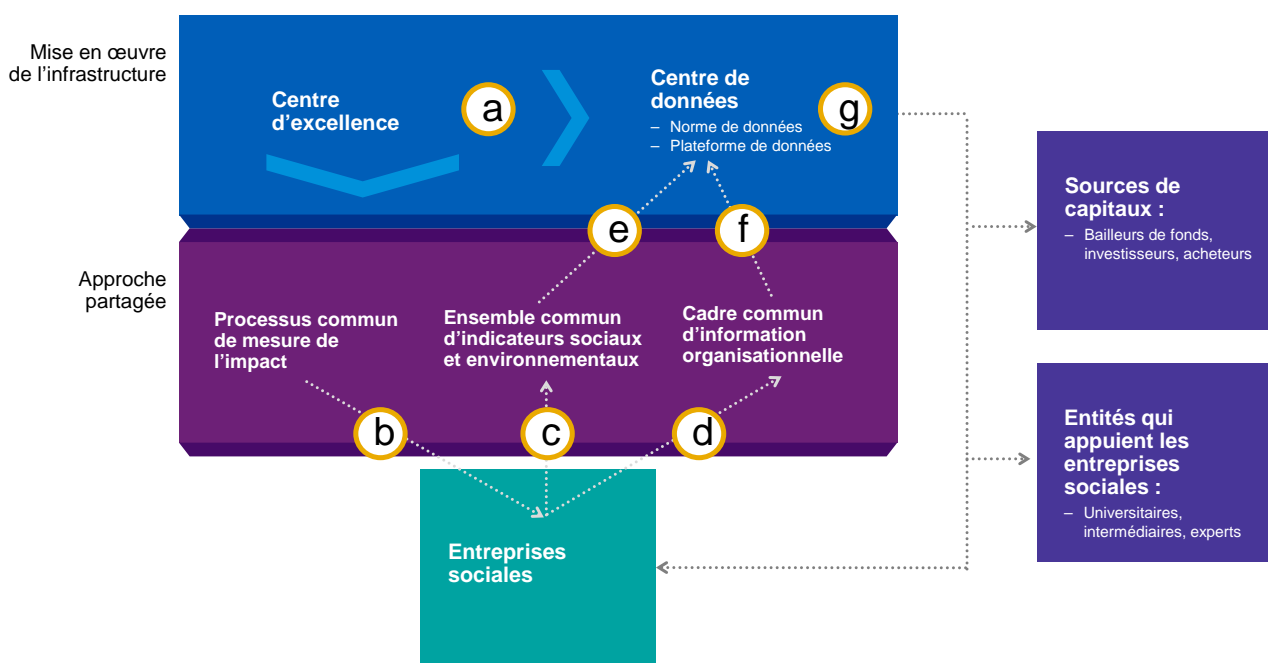 Mise en œuvre
de l’infrastructure
Centre
d’excellence
a
Centre de
données
– Norme de données
– Plateforme de données
g
Sources de
capitaux :
– Bailleurs de fonds,
investisseurs, acheteurs
e
f
Approche
partagée
Processus commun
de mesure de
l’impact
Ensemble commun
d’indicateurs sociaux
et environnementaux
Cadre commun
d’information
organisationnelle
b
c
d
Entités qui
appuient les
entreprises
sociales :
– Universitaires,
intermédiaires, experts
Entreprises
sociales